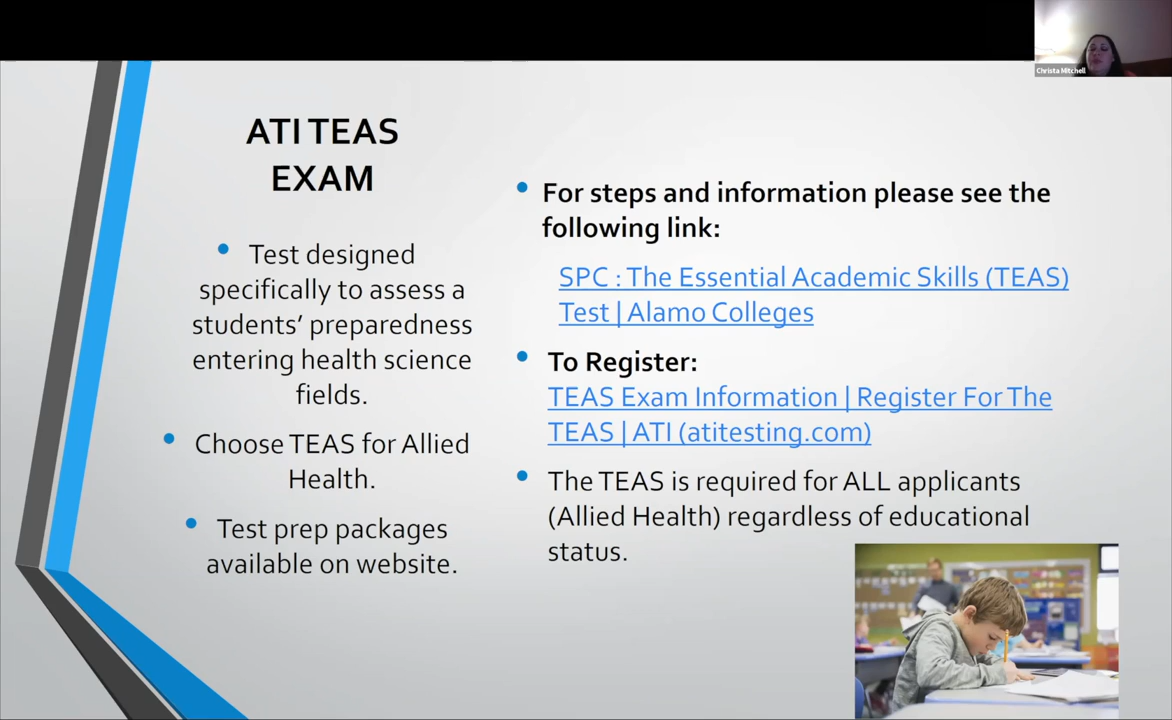 Christa Mitchell
ATI TEAS
EXAM
Test designed
specifically to assess a
students’ preparedness
entering health science
fields.
Choose TEAS for Allied
Health.
Test prep packages
available on website.
For steps and information please see the
following link:
SPC : The Essential Academic Skills (TEAS)
Test | Alamo Colleges
To Register:
TEAS Exam Information | Register For The
TEAS | ATI (atitesting.com)
The TEAS is required for ALL applicants
(Allied Health) regardless of educational
status.